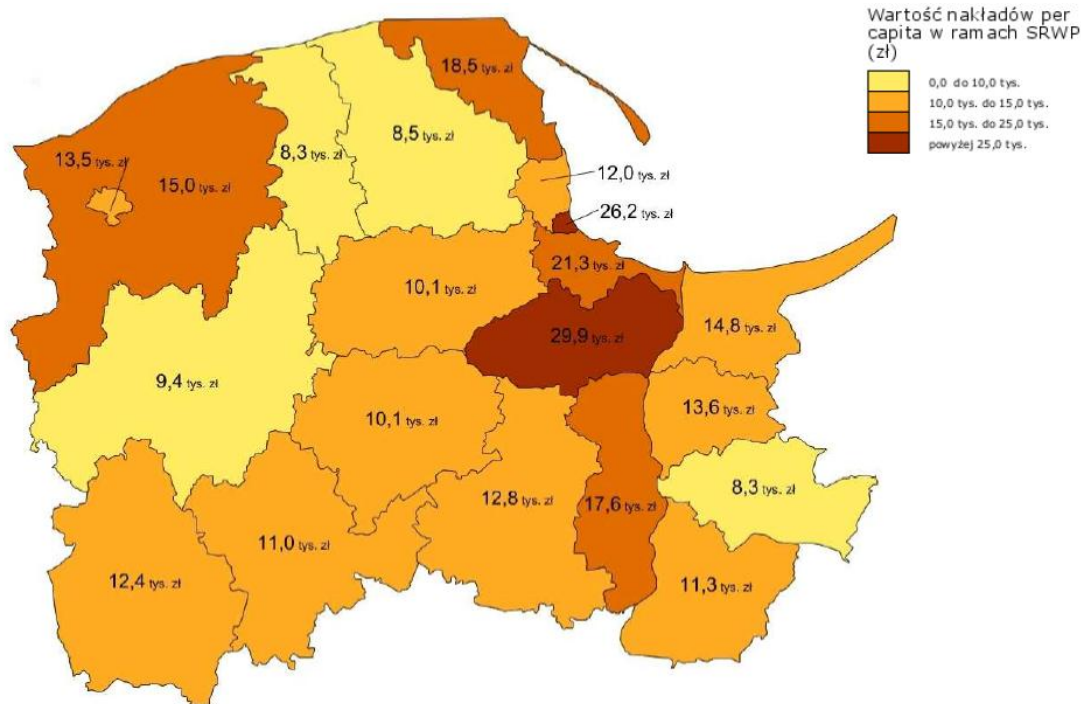 Wartość nakładów per
capita w ramach SRWP
(zł)
0,0 do 10,0 tys.
10,0 tys. do 15,0 tys.
15,0 tys. do 25,0 tys.
powyżej 25,0 tys.
18,5 tys. zł
8,5 tys. zł
8,3 tys. zł
13,5 tys. zł
15,0 tys. zł
12,0 tys. zł
26,2 tys. zł
21,3 tys. zł
10,1 tys. zł
14,8 tys. zł
29,9 tys. zł
9,4 tys. zł
13,6 tys. zł
10,1 tys. zł
8,3 tys. zł
12,8 tys. zł
17,6 tys. zł
11,0 tys. zł
12,4 tys. zł
11,3 tys. zł